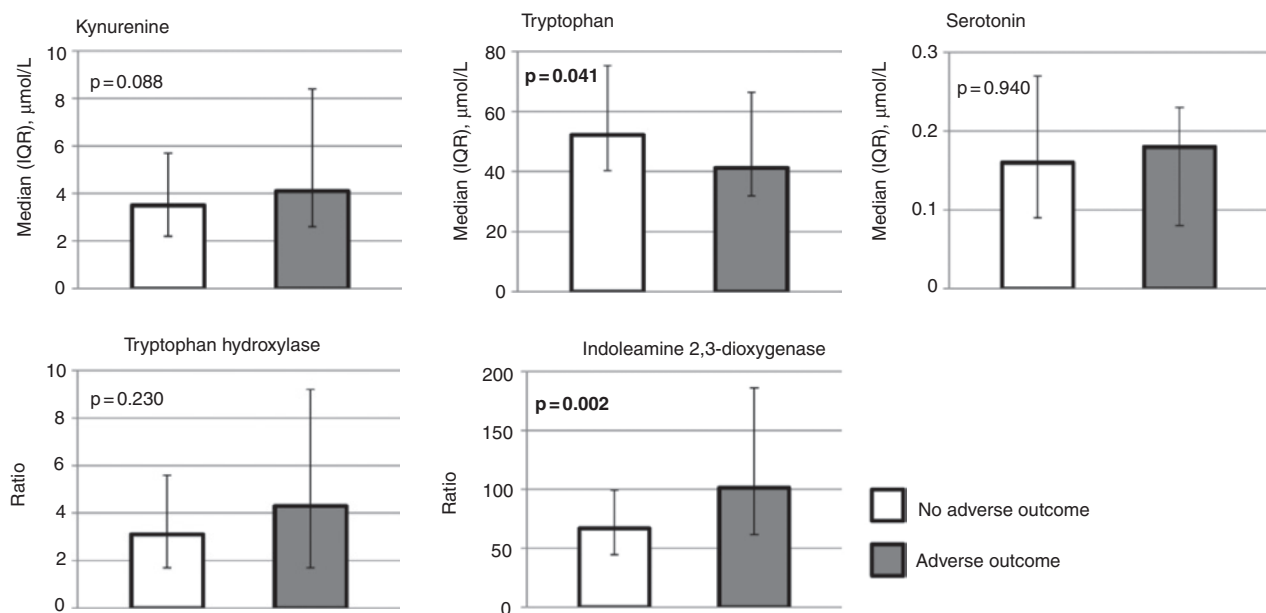 Kynurenine
Median (IQR), μmol/L
10
8
6
4
2
0
p=0.088
Tryptophan
Median (IQR), μmol/L
80
60
40
20
0
p=0.041
Serotonin
Median (IQR), μmol/L
0.3
0.2
0.1
0
p=0.940
Tryptophan hydroxylase
Ratio
10
8
6
4
2
0
p=0.230
Indoleamine 2,3-dioxygenase
Ratio
200
150
100
50
0
p=0.002
No adverse outcome
Adverse outcome